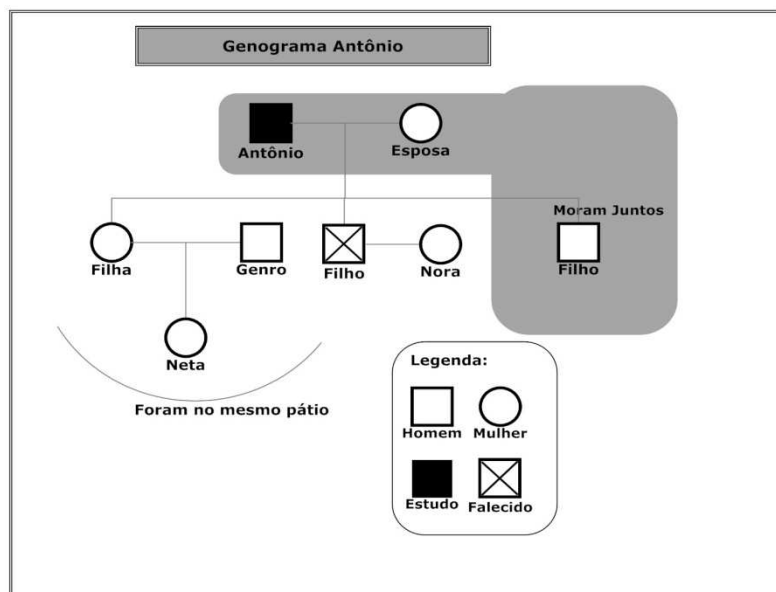 Genograma Antônio
Antônio
Esposa
Moram Juntos
Filha
Genro
Filho
Nora
Filho
Neta
Foram no mesmo pátio
Legenda:
Homem
Mulher
Estudo
Falecido